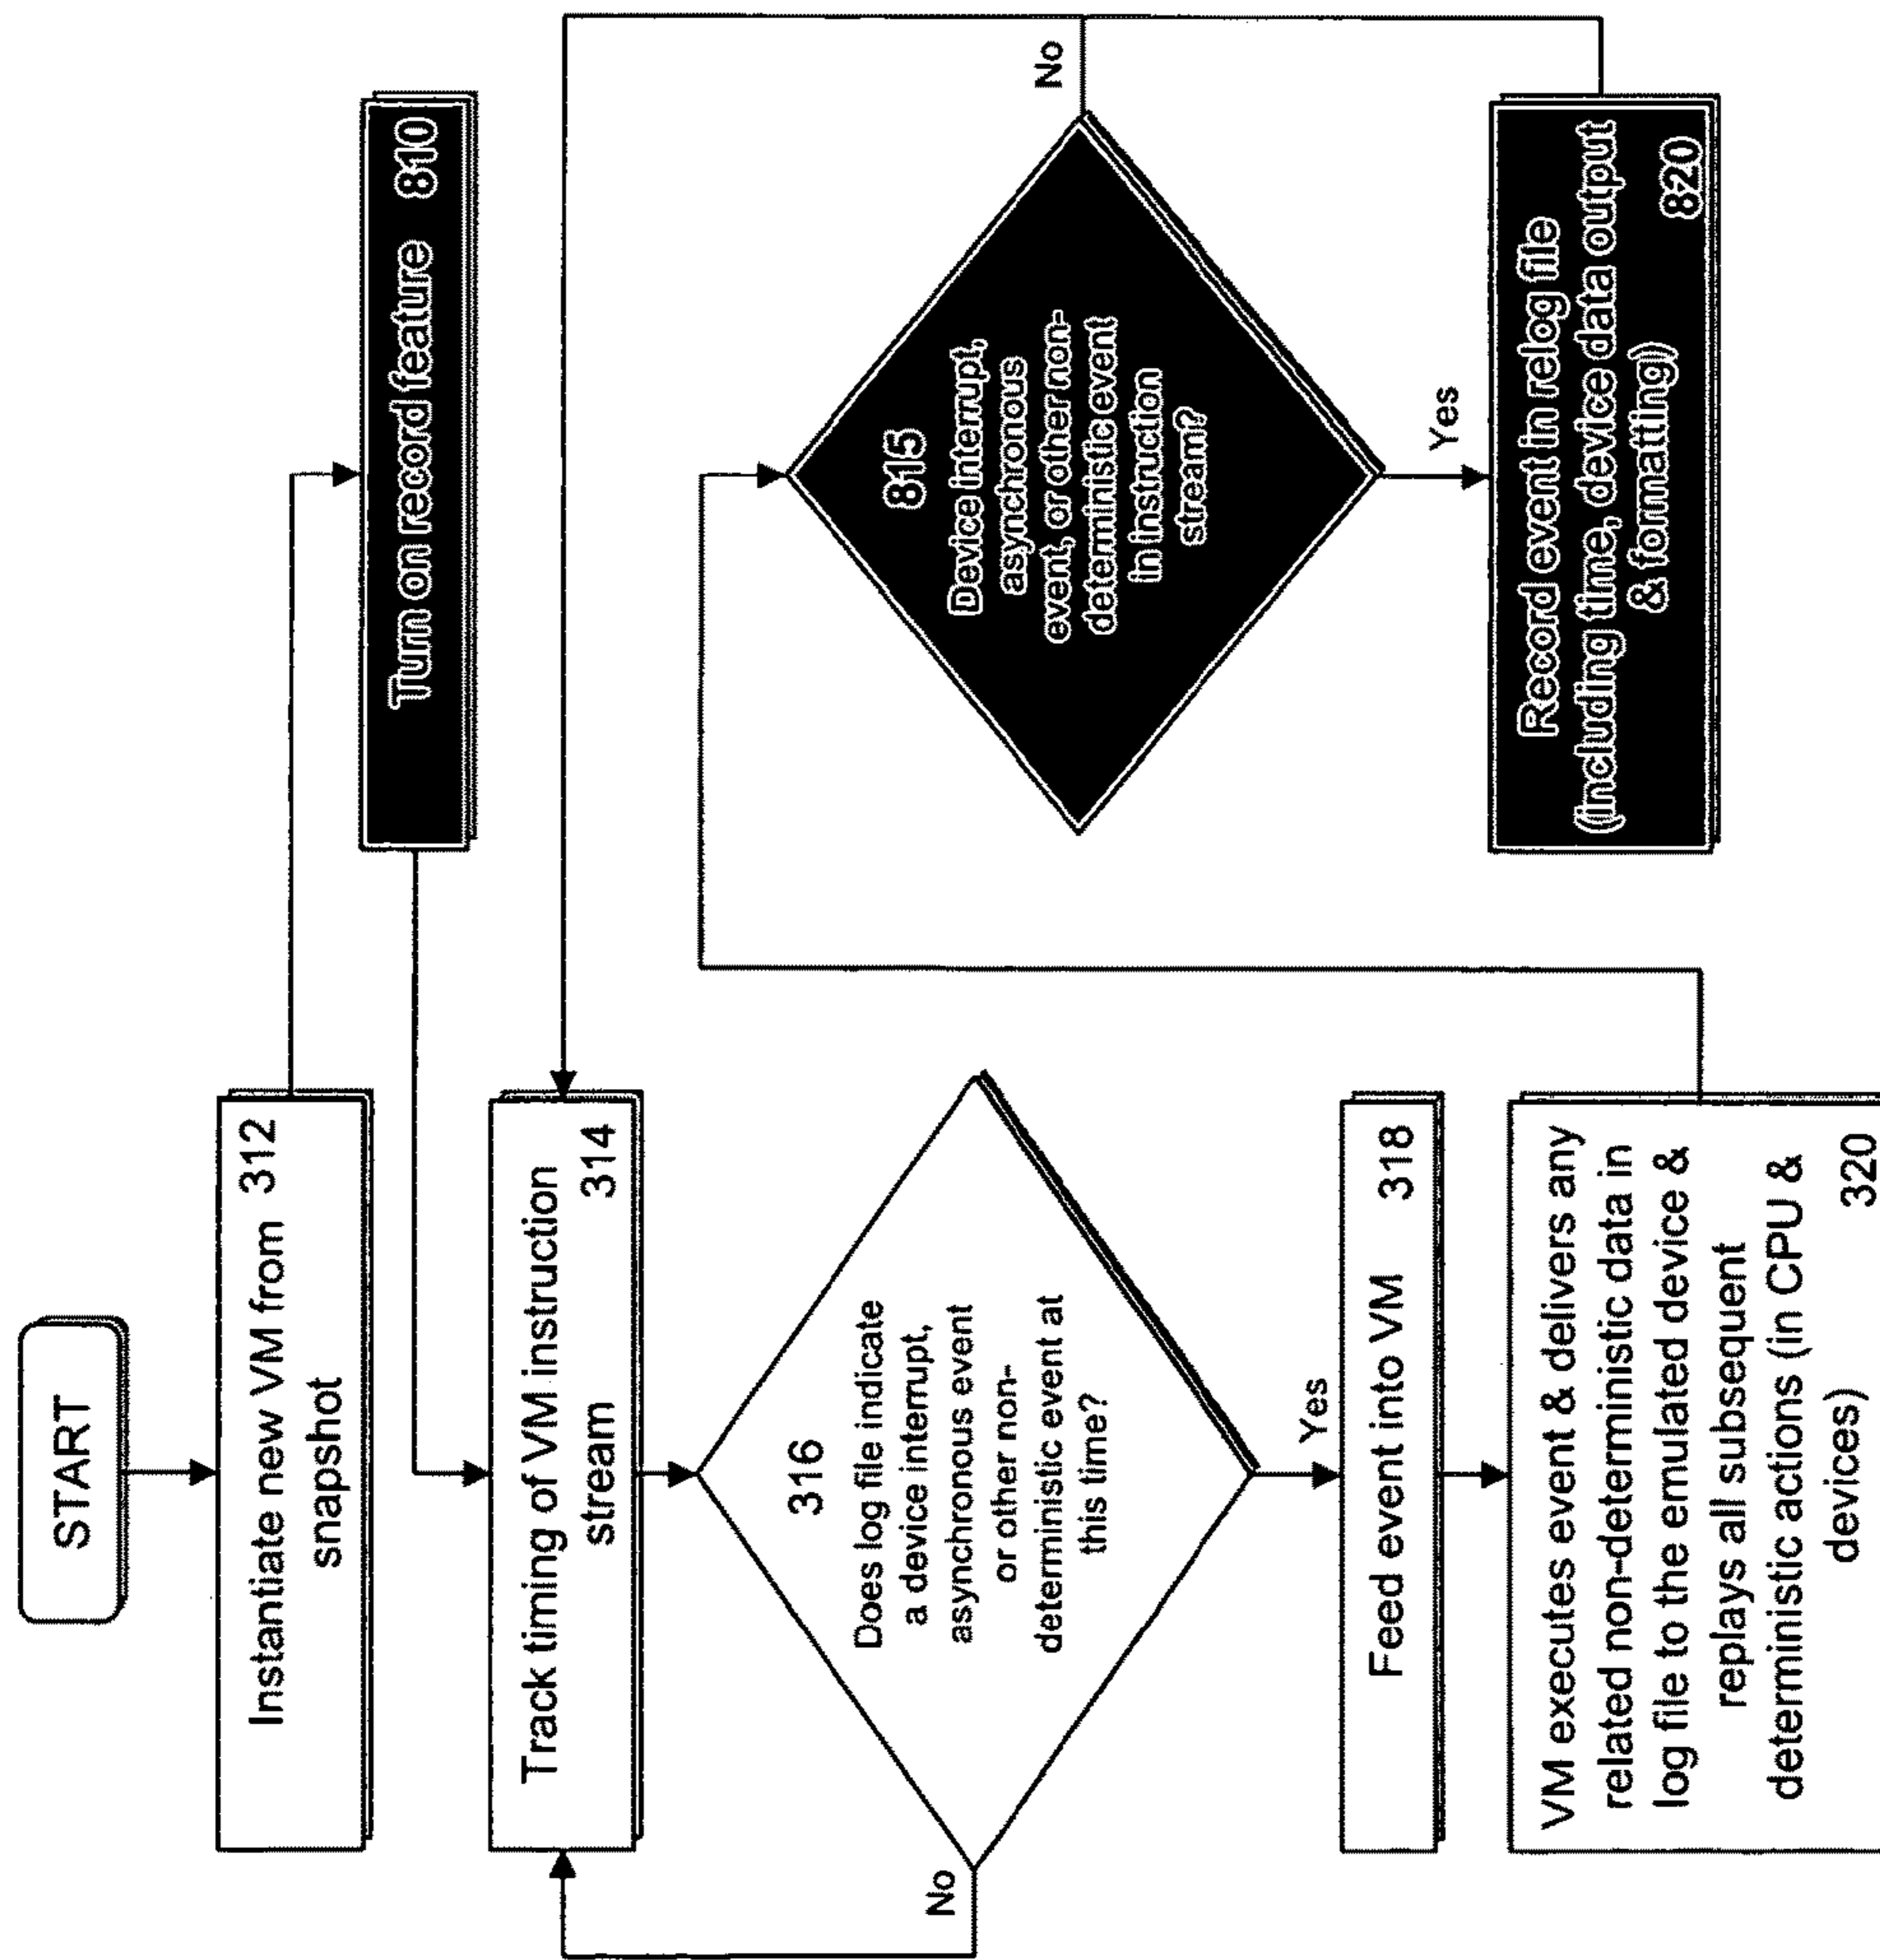 START
Instantiate new VM from 312
snapshot
Turn on record feature 810
Track timing of VM instruction
stream 314
316
Does log file indicate
a device interrupt,
asynchronous event
or other non-
deterministic event at
this time?
No
Yes
Feed event into VM 318
VM executes event & delivers any
related non-deterministic data in
log file to the emulated device &
replays all subsequent
deterministic actions (in CPU &
devices) 320
815
Device interrupt,
asynchronous
event, or other non-
deterministic event
in instruction
stream?
No
Yes
Record event in relog file
(including time, device data output
& formatting)
820